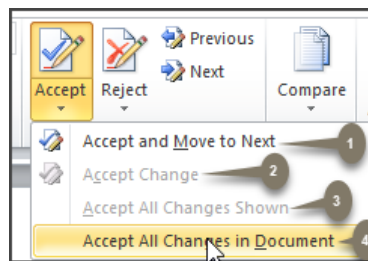 Previous
Next
Accept
Reject
Compare
Accept and Move to Next
1
Accept Change
2
Accept All Changes Shown
3
Accept All Changes in Document
4